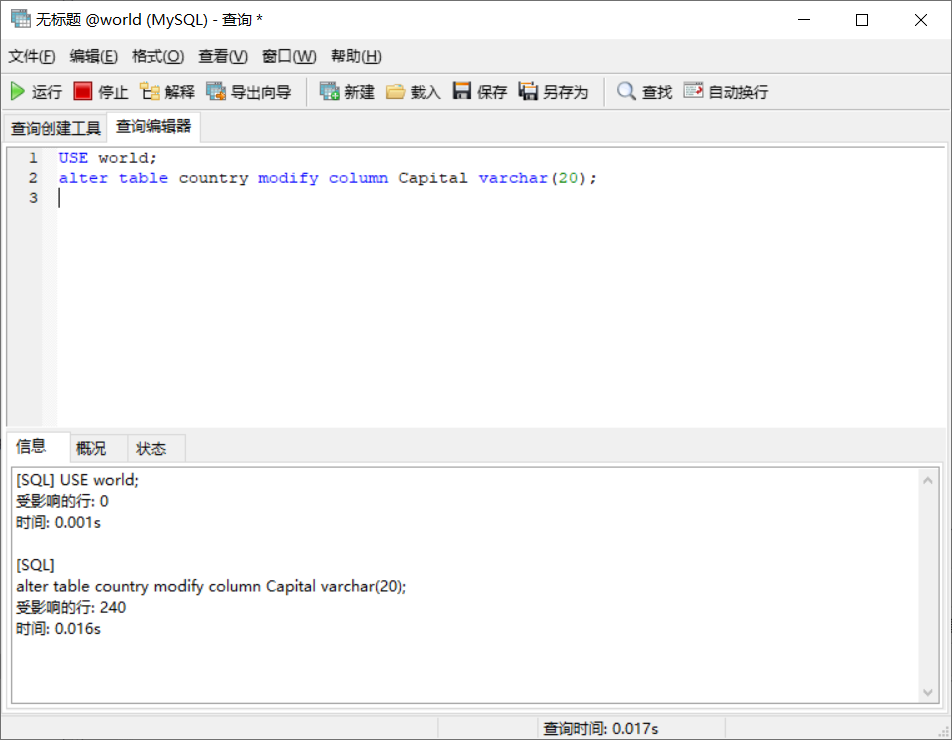 无标题 @world (MySQL) - 查询 *
文件(F) 编辑(E) 格式(O) 查看(V) 窗口(W) 帮助(H)
运行 停止 解释 导出向导 新建 载入 保存 另存为 查找 自动换行
查询创建工具 查询编辑器
1 USE world;
2 alter table country modify column Capital varchar(20);
3
信息 概况 状态
[SQL] USE world;
受影响的行: 0
时间: 0.001s
[SQL]
alter table country modify column Capital varchar(20);
受影响的行: 240
时间: 0.016s
查询时间: 0.017s